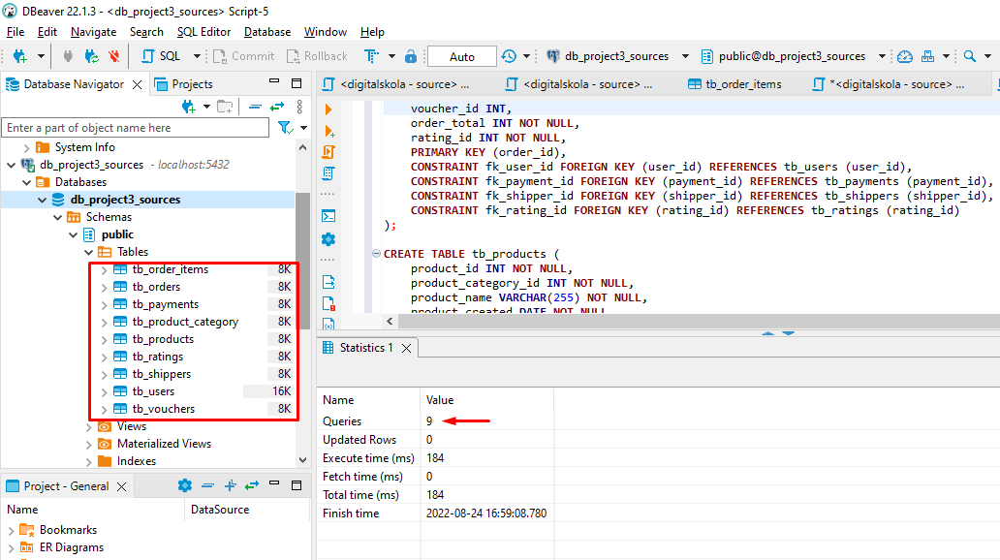 DBeaver 22.1.3 - <db_project3_sources> Script-5
File Edit Navigate Search SQL Editor Database Window Help
SQL Commit Rollback Auto db_project3_sources public@db_project3_sources
Database Navigator Projects
Enter a part of object name here
System Info
db_project3_sources - localhost:5432
Databases
db_project3_sources
Schemas
public
Tables
tb_order_items 8K
tb_orders 8K
tb_payments 8K
tb_product_category 8K
tb_products 8K
tb_ratings 8K
tb_shippers 8K
tb_users 16K
tb_vouchers 8K
Views
Materialized Views
Indexes
Project - General
Name DataSource
Bookmarks
ER Diagrams
<digitalskola - source> ... <digitalskola - source> ... tb_order_items *<digitalskola - source> ...
voucher_id INT,
order_total INT NOT NULL,
rating_id INT NOT NULL,
PRIMARY KEY (order_id),
CONSTRAINT fk_user_id FOREIGN KEY (user_id) REFERENCES tb_users (user_id),
CONSTRAINT fk_payment_id FOREIGN KEY (payment_id) REFERENCES tb_payments (payment_id),
CONSTRAINT fk_shipper_id FOREIGN KEY (shipper_id) REFERENCES tb_shippers (shipper_id),
CONSTRAINT fk_rating_id FOREIGN KEY (rating_id) REFERENCES tb_ratings (rating_id)
);
CREATE TABLE tb_products (
product_id INT NOT NULL,
product_category_id INT NOT NULL,
product_name VARCHAR(255) NOT NULL,
product_created DATE NOT NULL
Statistics 1
Name Value
Queries 9
Updated Rows 0
Execute time (ms) 184
Fetch time (ms) 0
Total time (ms) 184
Finish time 2022-08-24 16:59:08.780